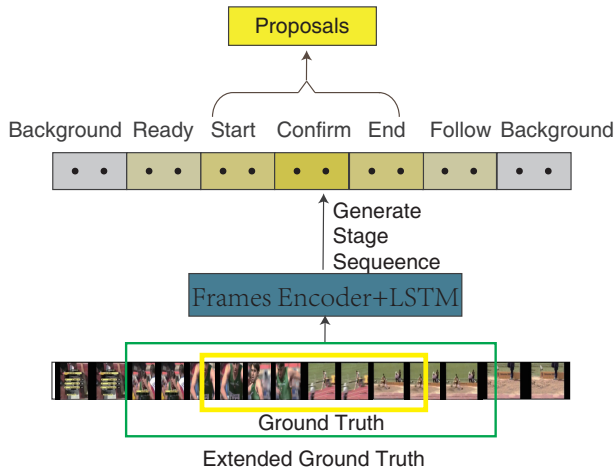 Proposals
Background Ready Start Confirm End Follow Background
Generate
Stage
Sequeence
Frames Encoder+LSTM
Ground Truth
Extended Ground Truth